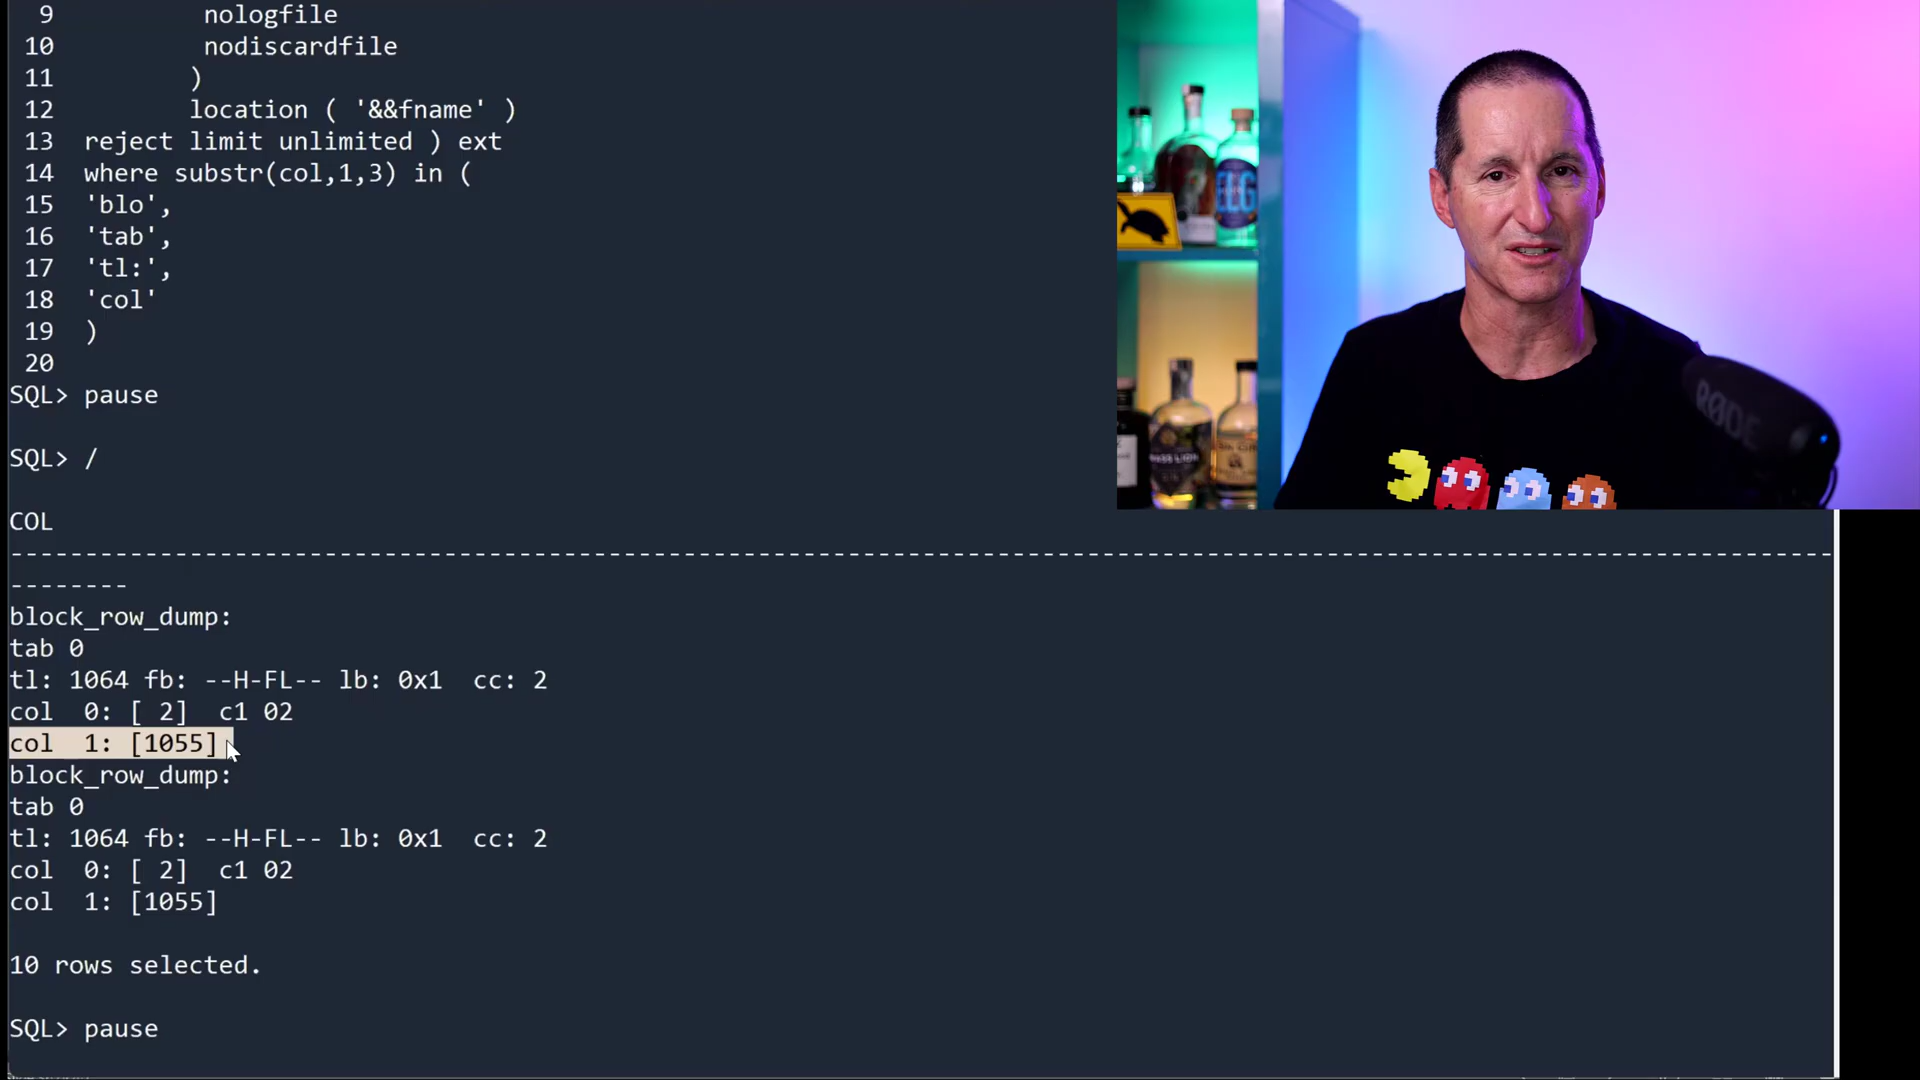 9          nologfile
10          nodiscardfile
11         )
12         location ( '&&fname' )
13  reject limit unlimited ) ext
14  where substr(col,1,3) in (
15  'blo',
16  'tab',
17  'tl:',
18  'col'
19  )
20
SQL> pause
SQL> /
COL
--------------------------------------------------------------------------------------------------------------------------
--------
block_row_dump:
tab 0
tl: 1064 fb: --H-FL-- lb: 0x1  cc: 2
col  0: [ 2]  c1 02
col  1: [1055]
block_row_dump:
tab 0
tl: 1064 fb: --H-FL-- lb: 0x1  cc: 2
col  0: [ 2]  c1 02
col  1: [1055]
10 rows selected.
SQL> pause
RØDE